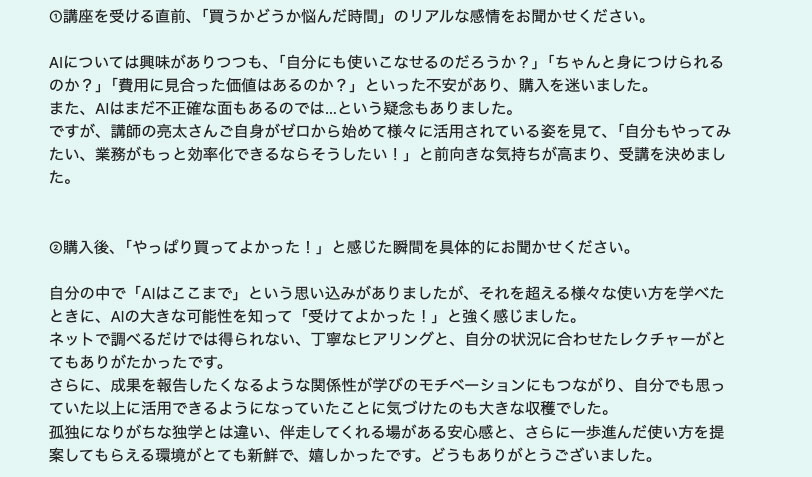 ①講座を受ける直前、「買うかどうか悩んだ時間」のリアルな感情をお聞かせください。
AIについては興味がありつつも、「自分にも使いこなせるのだろうか？」「ちゃんと身につけられる
のか？」「費用に見合った価値はあるのか？」といった不安があり、購入を迷いました。
また、AIはまだ不正確な面もあるのでは...という疑念もありました。
ですが、講師の亮太さんご自身がゼロから始めて様々に活用されている姿を見て、「自分もやってみ
たい、業務がもっと効率化できるならそうしたい！」と前向きな気持ちが高まり、受講を決めまし
た。
②購入後、「やっぱり買ってよかった！」と感じた瞬間を具体的にお聞かせください。
自分の中で「AIはここまで」という思い込みがありましたが、それを超える様々な使い方を学べた
ときに、AIの大きな可能性を知って「受けてよかった！」と強く感じました。
ネットで調べるだけでは得られない、丁寧なヒアリングと、自分の状況に合わせたレクチャーがと
てもありがたかったです。
さらに、成果を報告したくなるような関係性が学びのモチベーションにもつながり、自分でも思っ
ていた以上に活用できるようになっていたことに気づけたのも大きな収穫でした。
孤独になりがちな独学とは違い、伴走してくれる場がある安心感と、さらに一歩進んだ使い方を提
案してもらえる環境がとても新鮮で、嬉しかったです。どうもありがとうございました。